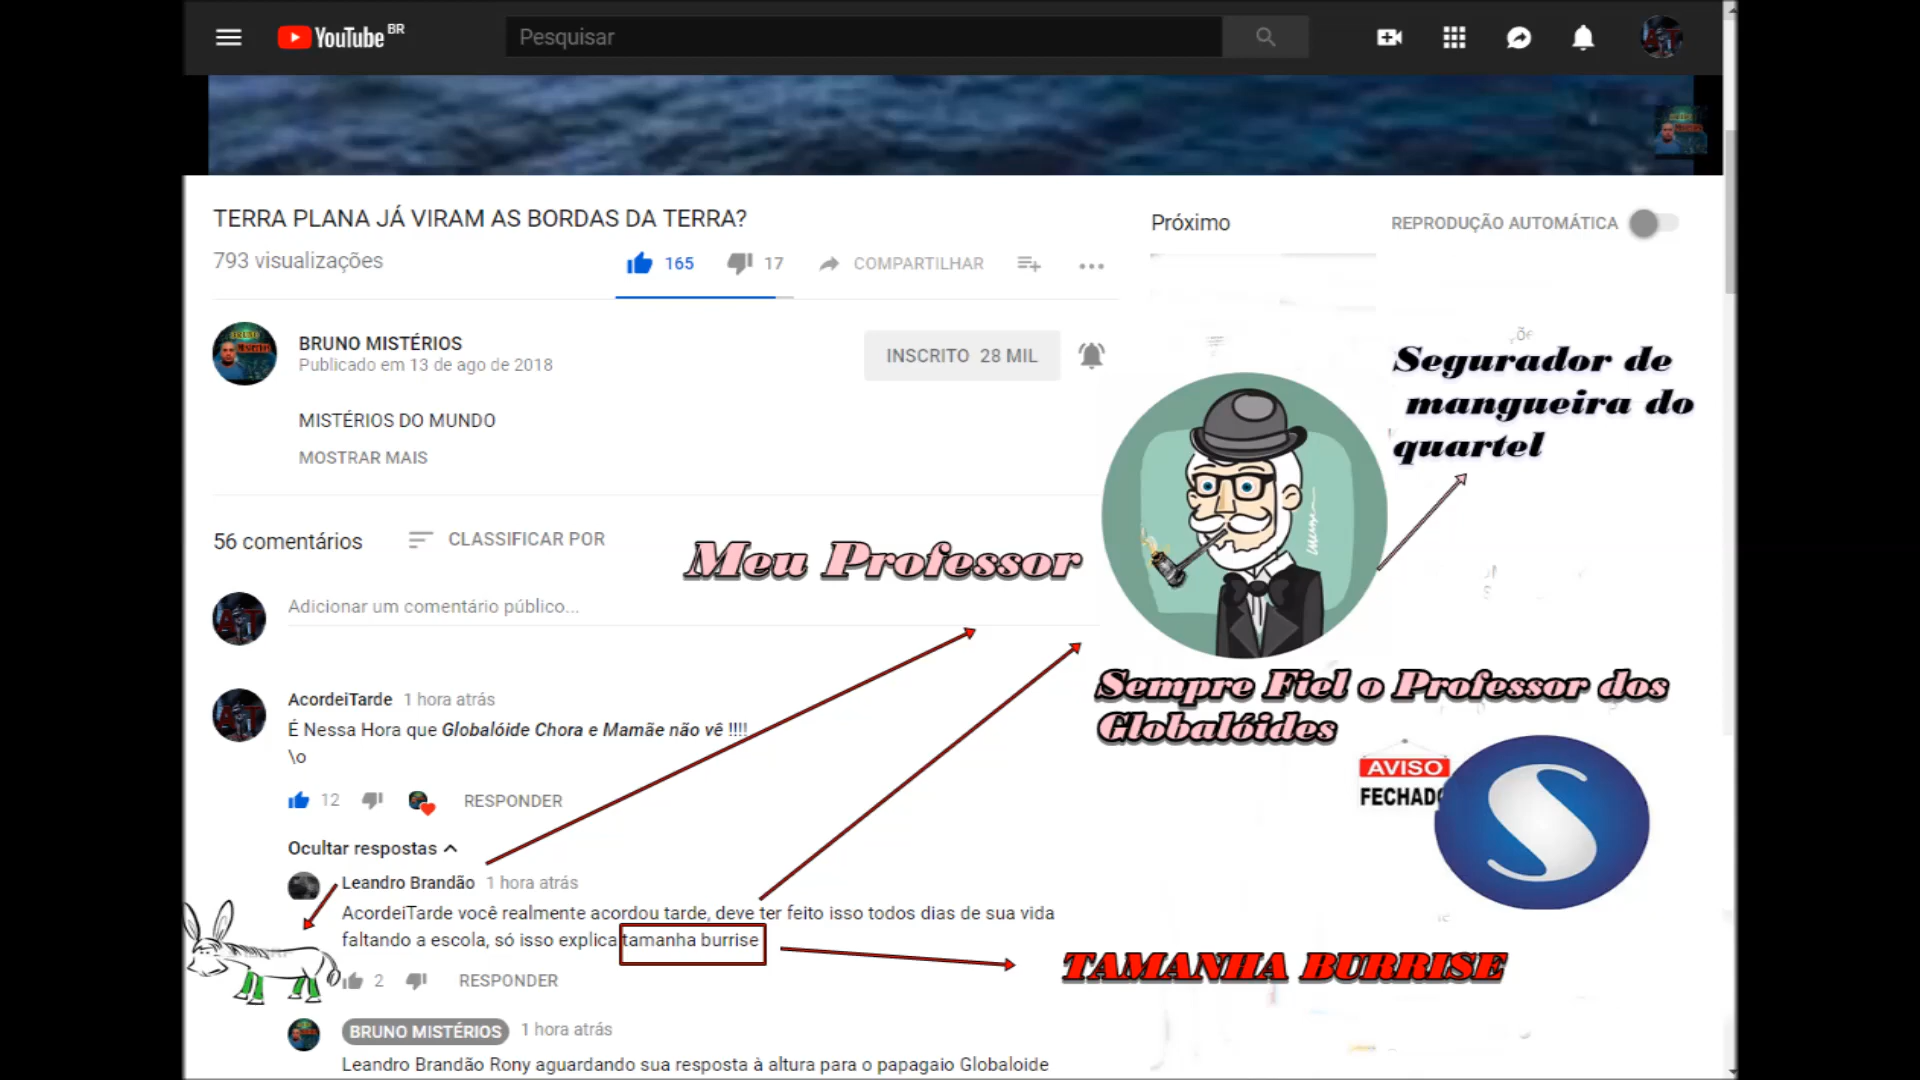 YouTube BR
Pesquisar
TERRA PLANA JÁ VIRAM AS BORDAS DA TERRA?
793 visualizações
165
17
COMPARTILHAR
Próximo
REPRODUÇÃO AUTOMÁTICA
BRUNO MISTÉRIOS
Publicado em 13 de ago de 2018
INSCRITO 28 MIL
MISTÉRIOS DO MUNDO
MOSTRAR MAIS
Segurador de
mangueira do
quartel
56 comentários
CLASSIFICAR POR
Meu Professor
Adicionar um comentário público...
Sempre Fiel o Professor dos
Globalóides
AcordeiTarde 1 hora atrás
É Nessa Hora que Globalóide Chora e Mamãe não vê !!!!
\o
12
RESPONDER
AVISO
FECHADO
S
Ocultar respostas
Leandro Brandão 1 hora atrás
AcordeiTarde você realmente acordou tarde, deve ter feito isso todos dias de sua vida
faltando a escola, só isso explica tamanha burrise
TAMANHA BURRISE
2
RESPONDER
BRUNO MISTÉRIOS 1 hora atrás
Leandro Brandão Rony aguardando sua resposta à altura para o papagaio Globaloide